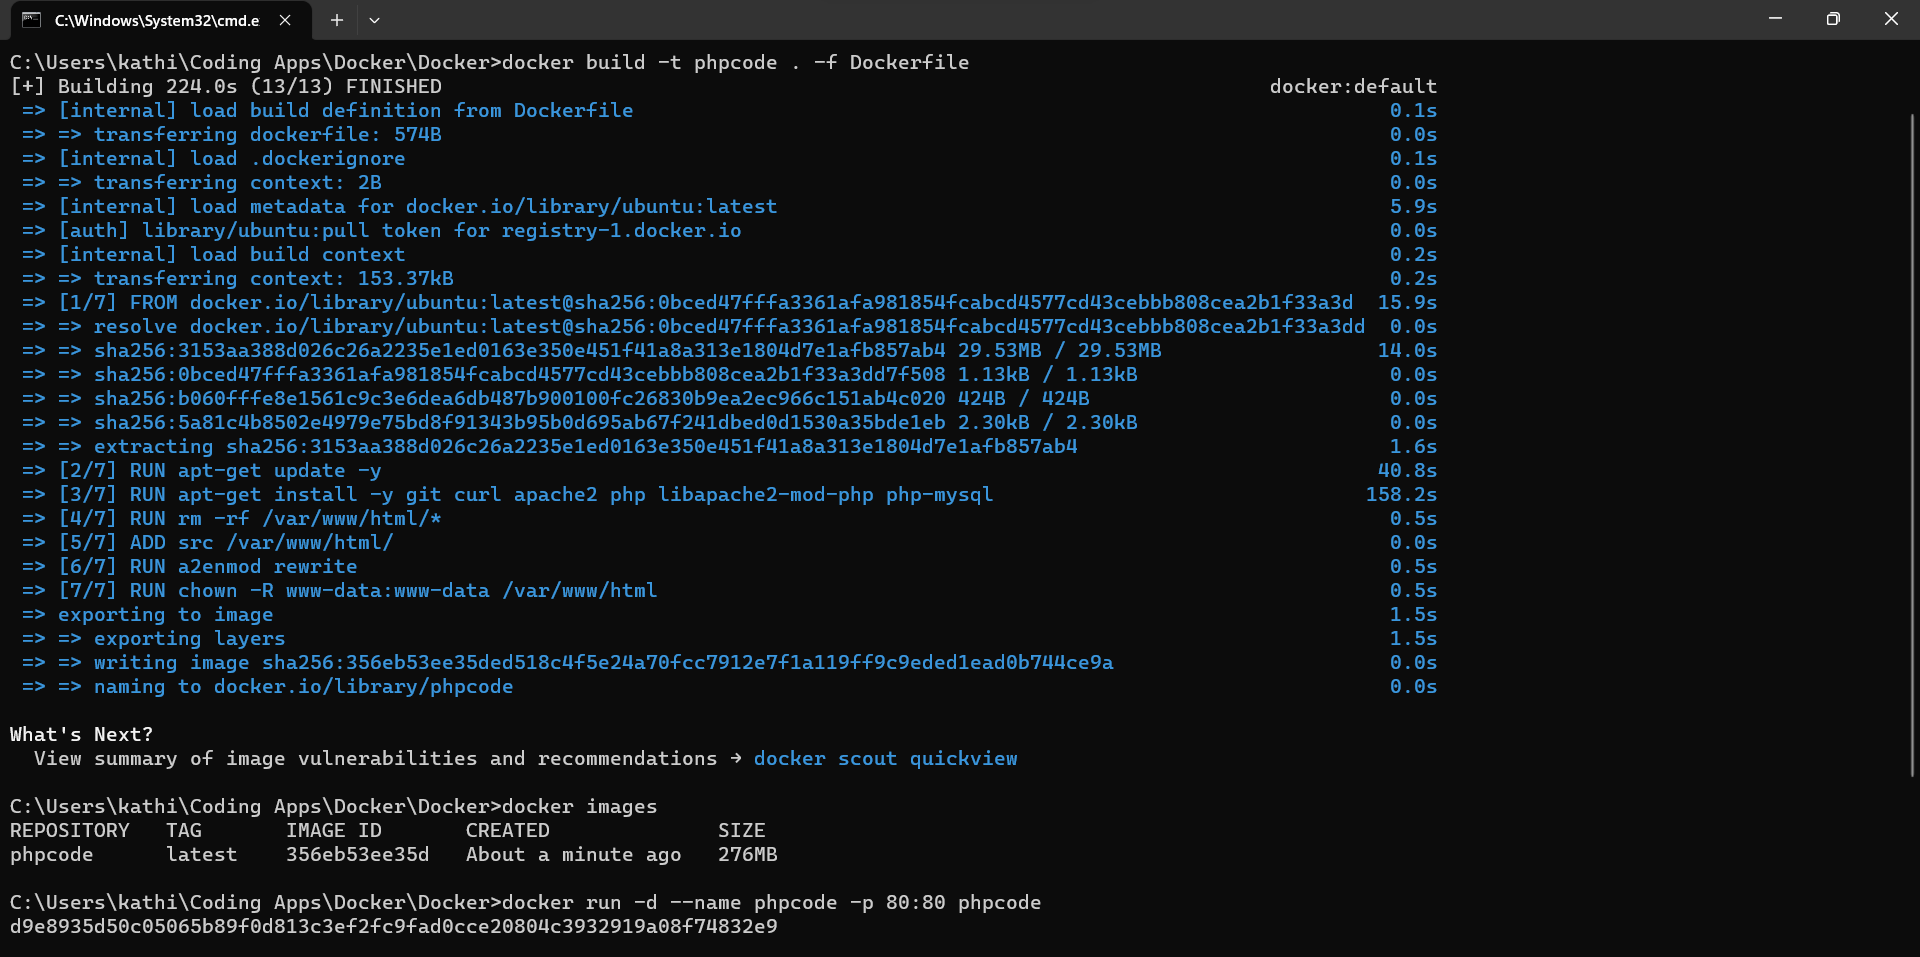 C:\Windows\System32\cmd.e
C:\Users\kathi\Coding Apps\Docker\Docker>docker build -t phpcode . -f Dockerfile
[+] Building 224.0s (13/13) FINISHED docker:default
=> [internal] load build definition from Dockerfile 0.1s
=> => transferring dockerfile: 574B 0.0s
=> [internal] load .dockerignore 0.1s
=> => transferring context: 2B 0.0s
=> [internal] load metadata for docker.io/library/ubuntu:latest 5.9s
=> [auth] library/ubuntu:pull token for registry-1.docker.io 0.0s
=> [internal] load build context 0.2s
=> => transferring context: 153.37kB 0.2s
=> [1/7] FROM docker.io/library/ubuntu:latest@sha256:0bced47fffa3361afa981854fcabcd4577cd43cebbb808cea2b1f33a3d 15.9s
=> => resolve docker.io/library/ubuntu:latest@sha256:0bced47fffa3361afa981854fcabcd4577cd43cebbb808cea2b1f33a3dd 0.0s
=> => sha256:3153aa388d026c26a2235e1ed0163e350e451f41a8a313e1804d7e1afb857ab4 29.53MB / 29.53MB 14.0s
=> => sha256:0bced47fffa3361afa981854fcabcd4577cd43cebbb808cea2b1f33a3dd7f508 1.13kB / 1.13kB 0.0s
=> => sha256:b060fffe8e1561c9c3e6dea6db487b900100fc26830b9ea2ec966c151ab4c020 424B / 424B 0.0s
=> => sha256:5a81c4b8502e4979e75bd8f91343b95b0d695ab67f241dbed0d1530a35bde1eb 2.30kB / 2.30kB 0.0s
=> => extracting sha256:3153aa388d026c26a2235e1ed0163e350e451f41a8a313e1804d7e1afb857ab4 1.6s
=> [2/7] RUN apt-get update -y 40.8s
=> [3/7] RUN apt-get install -y git curl apache2 php libapache2-mod-php php-mysql 158.2s
=> [4/7] RUN rm -rf /var/www/html/* 0.5s
=> [5/7] ADD src /var/www/html/ 0.0s
=> [6/7] RUN a2enmod rewrite 0.5s
=> [7/7] RUN chown -R www-data:www-data /var/www/html 0.5s
=> exporting to image 1.5s
=> => exporting layers 1.5s
=> => writing image sha256:356eb53ee35ded518c4f5e24a70fcc7912e7f1a119ff9c9eded1ead0b744ce9a 0.0s
=> => naming to docker.io/library/phpcode 0.0s
What's Next?
View summary of image vulnerabilities and recommendations → docker scout quickview
C:\Users\kathi\Coding Apps\Docker\Docker>docker images
REPOSITORY TAG IMAGE ID CREATED SIZE
phpcode latest 356eb53ee35d About a minute ago 276MB
C:\Users\kathi\Coding Apps\Docker\Docker>docker run -d --name phpcode -p 80:80 phpcode
d9e8935d50c05065b89f0d813c3ef2fc9fad0cce20804c3932919a08f74832e9